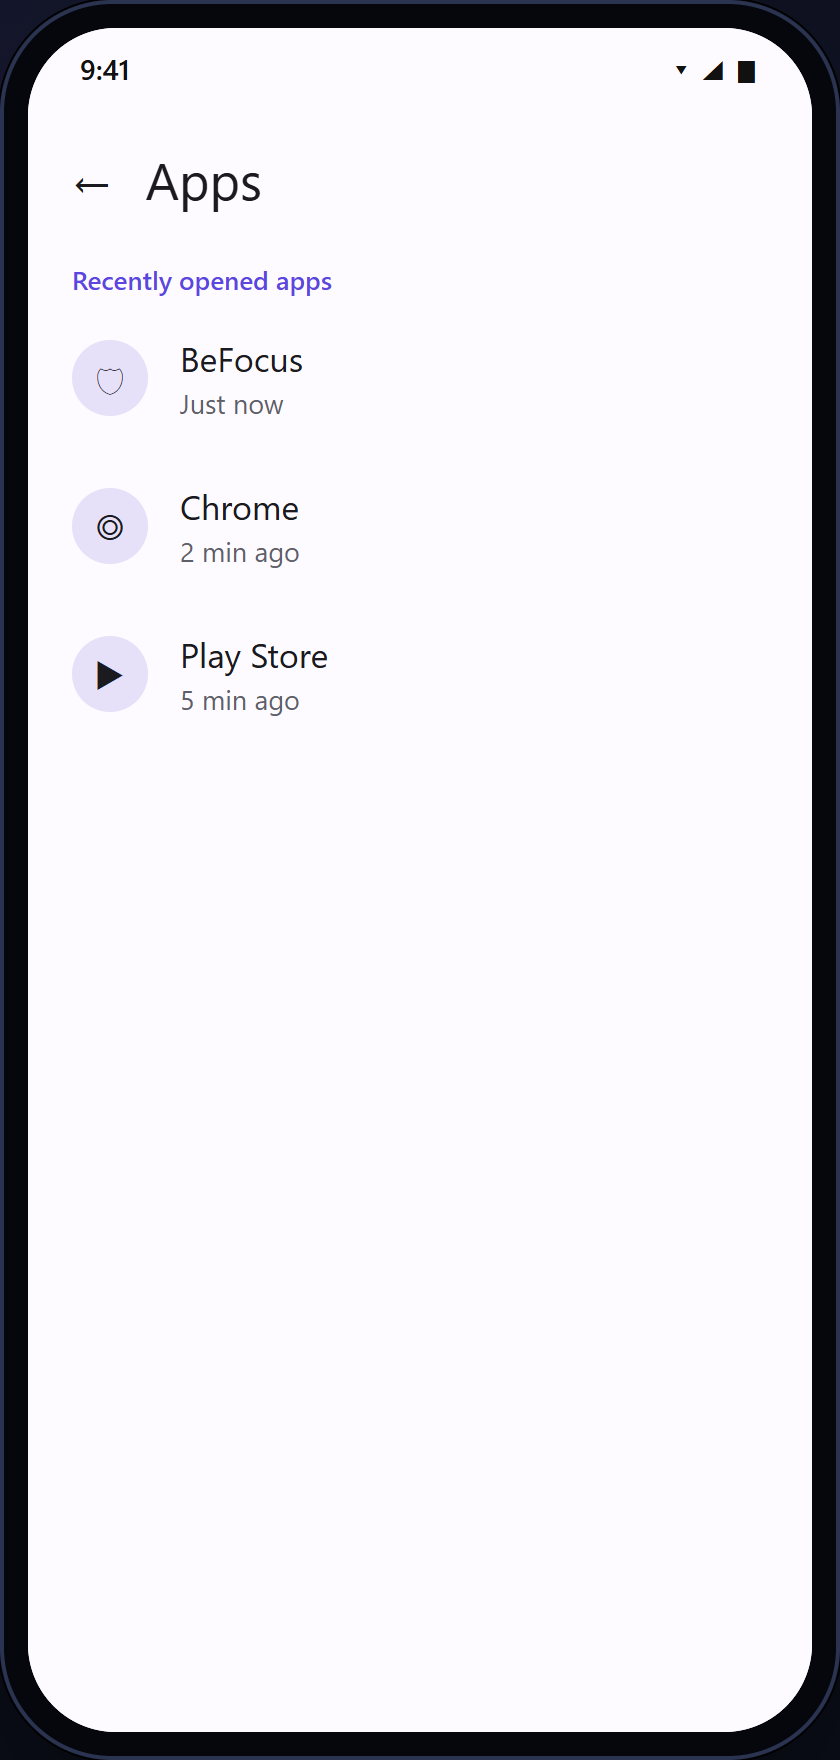 9:41
Apps
Recently opened apps
BeFocus
Just now
Chrome
2 min ago
Play Store
5 min ago